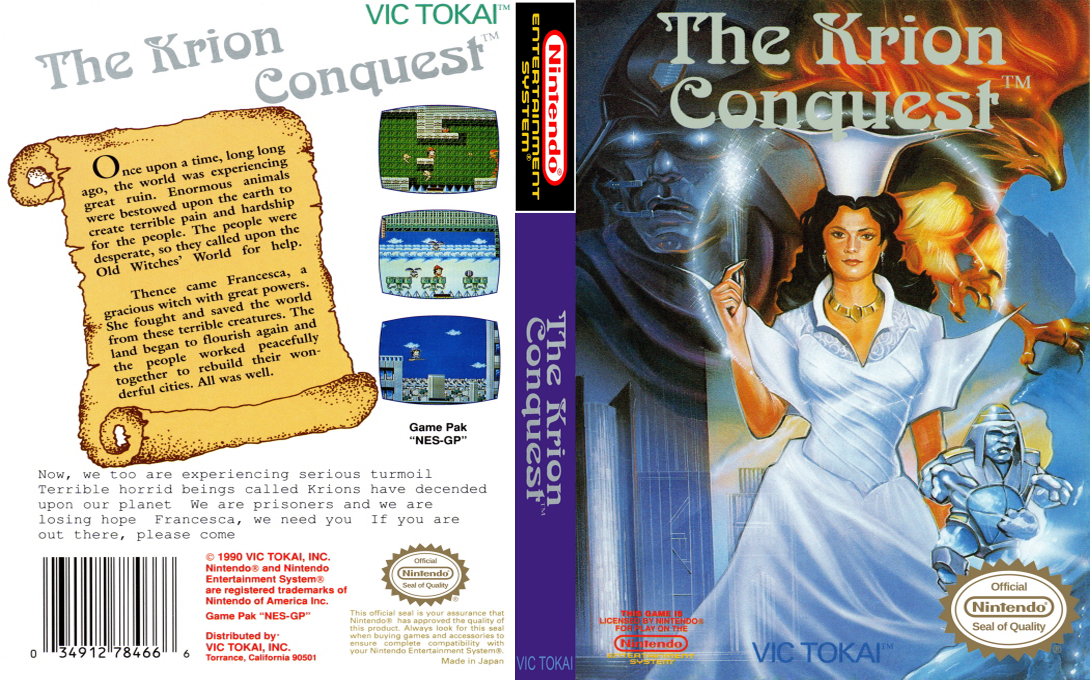 VIC TOKAI™
The Krion
Conquest™
Once upon a time, long long
ago, the world was experiencing
great ruin. Enormous animals
were bestowed upon the earth to
create terrible pain and hardship
for the people. The people were
desperate, so they called upon the
Old Witches' World for help.
Thence came Francesca, a
gracious witch with great powers.
She fought and saved the world
from these terrible creatures. The
land began to flourish again and
the people worked peacefully
together to rebuild their won-
derful cities. All was well.
Game Pak
“NES-GP”
Now, we too are experiencing serious turmoil
Terrible horrid beings called Krions have decended
upon our planet  We are prisoners and we are
losing hope  Francesca, we need you  If you are
out there, please come
0 34912 78466 6
© 1990 VIC TOKAI, INC.
Nintendo® and Nintendo
Entertainment System®
are registered trademarks of
Nintendo of America Inc.
Game Pak “NES-GP”
Distributed by·
VIC TOKAI, INC.
Torrance, California 90501
Official
Nintendo®
Seal of Quality
®
This official seal is your assurance that
Nintendo® has approved the quality of
this product. Always look for this seal
when buying games and accessories to
ensure complete compatibility with
your Nintendo Entertainment System®.
Made in Japan
Nintendo®
ENTERTAINMENT
SYSTEM®
The Krion
Conquest™
VIC TOKAI
The Krion
Conquest™
THIS GAME IS
LICENSED BY NINTENDO®
FOR PLAY ON THE
Nintendo®
ENTERTAINMENT
SYSTEM®
VIC TOKAI™
Official
Nintendo®
Seal of Quality
®